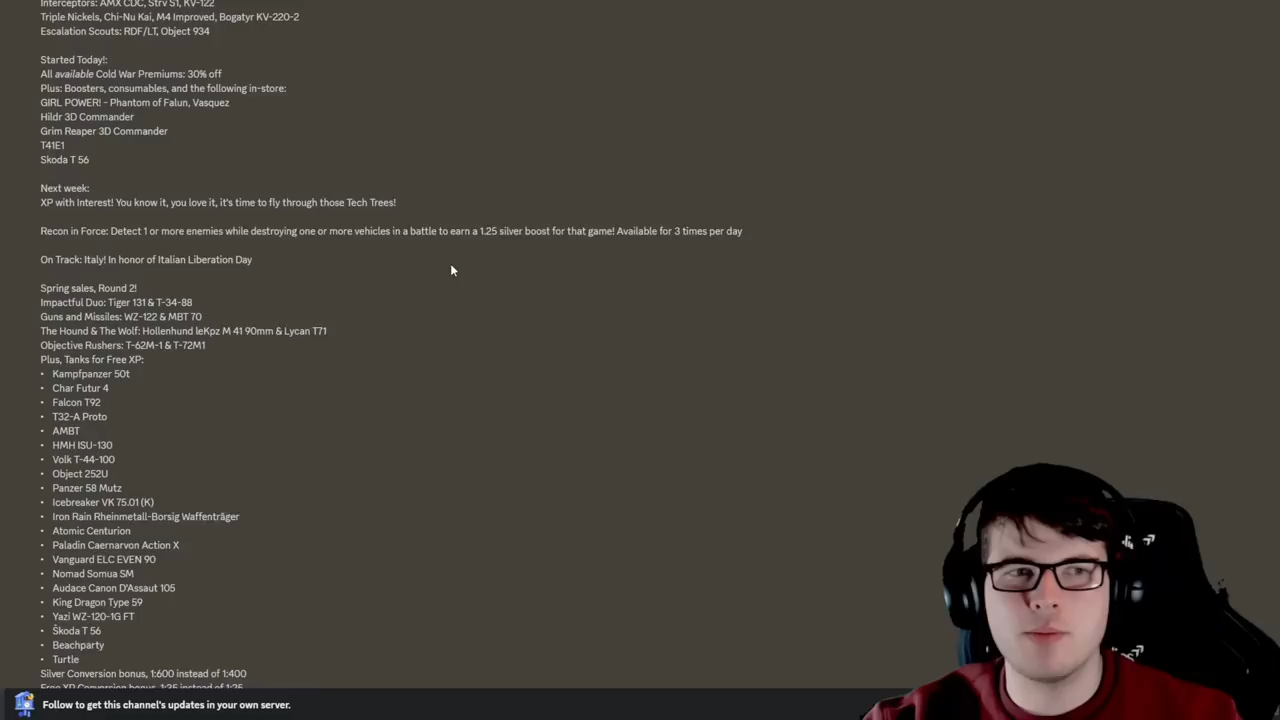 Interceptors: AMX CDC, Strv S1, KV-122
Triple Nickels, Chi-Nu Kai, M4 Improved, Bogatyr KV-220-2
Escalation Scouts: RDF/LT, Object 934
Started Today!:
All available Cold War Premiums: 30% off
Plus: Boosters, consumables, and the following in-store:
GIRL POWER! - Phantom of Falun, Vasquez
Hildr 3D Commander
Grim Reaper 3D Commander
T41E1
Skoda T 56
Next week:
XP with Interest! You know it, you love it, it's time to fly through those Tech Trees!
Recon in Force: Detect 1 or more enemies while destroying one or more vehicles in a battle to earn a 1.25 silver boost for that game! Available for 3 times per day
On Track: Italy! In honor of Italian Liberation Day
Spring sales, Round 2!
Impactful Duo: Tiger 131 & T-34-88
Guns and Missiles: WZ-122 & MBT 70
The Hound & The Wolf: Hollenhund leKpz M 41 90mm & Lycan T71
Objective Rushers: T-62M-1 & T-72M1
Plus, Tanks for Free XP:
• Kampfpanzer 50t
• Char Futur 4
• Falcon T92
• T32-A Proto
• AMBT
• HMH ISU-130
• Volk T-44-100
• Object 252U
• Panzer 58 Mutz
• Icebreaker VK 75.01 (K)
• Iron Rain Rheinmetall-Borsig Waffenträger
• Atomic Centurion
• Paladin Caernarvon Action X
• Vanguard ELC EVEN 90
• Nomad Somua SM
• Audace Canon D'Assaut 105
• King Dragon Type 59
• Yazi WZ-120-1G FT
• Škoda T 56
• Beachparty
• Turtle
Silver Conversion bonus, 1:600 instead of 1:400
Free XP Conversion bonus, 1:35 instead of 1:25
Follow to get this channel's updates in your own server.